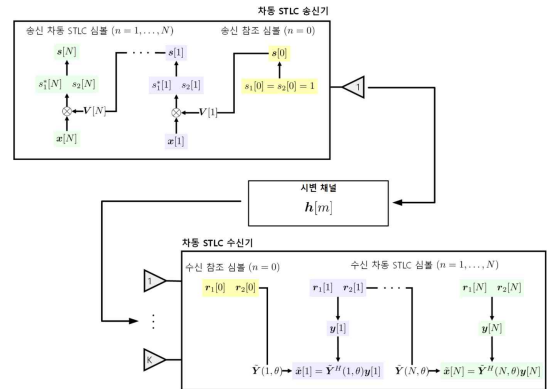 차동 STLC 송신기
송신 차동 STLC 심볼 (n = 1, . . . , N) 송신 참조 심볼 (n = 0)
s[N] · · · · s[1] s[0]
s₁*[N] s₂[N] s₁*[1] s₂[1] s₁[0] = s₂[0] = 1
1
⊗ V[N] ⊗ V[1]
x[N] x[1]
시변 채널
h[m]
차동 STLC 수신기
수신 참조 심볼 (n = 0) 수신 차동 STLC 심볼 (n = 1, . . . , N)
1
r₁[0] r₂[0] r₁[1] r₂[1] · · · · r₁[N] r₂[N]
⋮
y[1] y[N]
K
Ỹ(1, θ) x̃[1] = Ỹᴴ(1, θ)y[1] Ỹ(N, θ) x̃[N] = Ỹᴴ(N, θ)y[N]